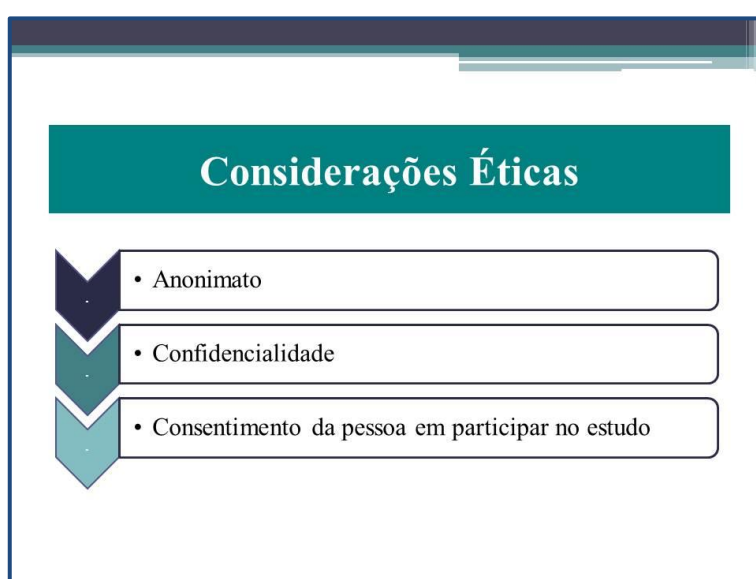 Considerações Éticas
• Anonimato
• Confidencialidade
• Consentimento da pessoa em participar no estudo